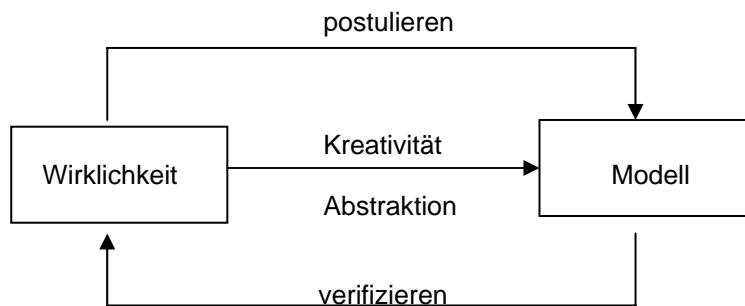 postulieren
Kreativität
Wirklichkeit
Modell
Abstraktion
verifizieren